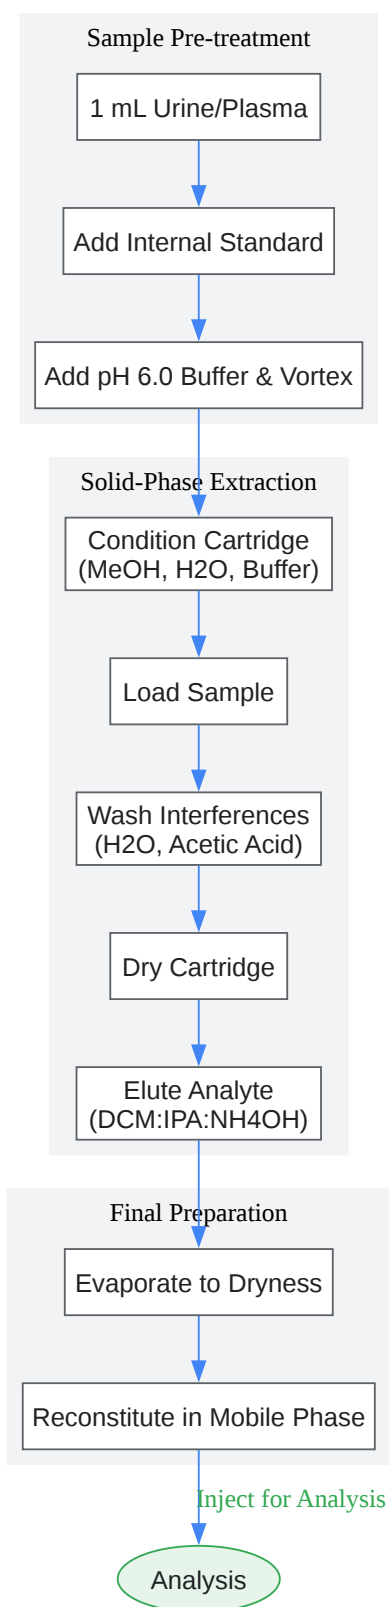 Sample Pre-treatment
1 mL Urine/Plasma
Add Internal Standard
Add pH 6.0 Buffer & Vortex
Solid-Phase Extraction
Condition Cartridge
(MeOH, H2O, Buffer)
Load Sample
Wash Interferences
(H2O, Acetic Acid)
Dry Cartridge
Elute Analyte
(DCM:IPA:NH4OH)
Final Preparation
Evaporate to Dryness
Reconstitute in Mobile Phase
Inject for Analysis
Analysis